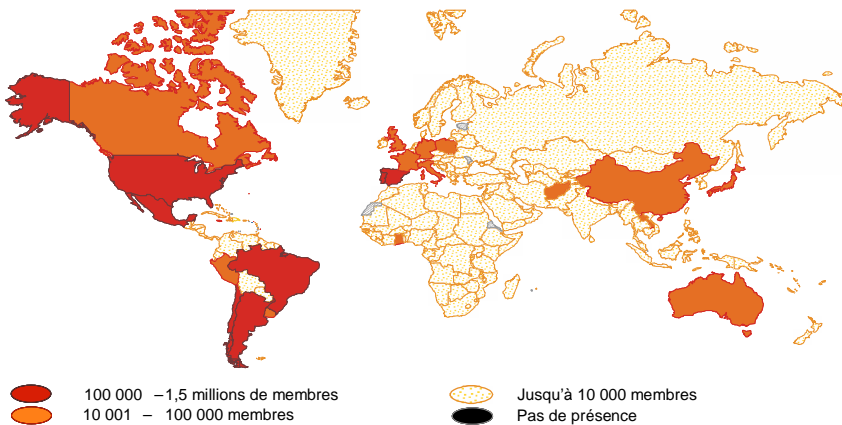 100 000 – 1,5 millions de membres
10 001 – 100 000 membres
Jusqu'à 10 000 membres
Pas de présence